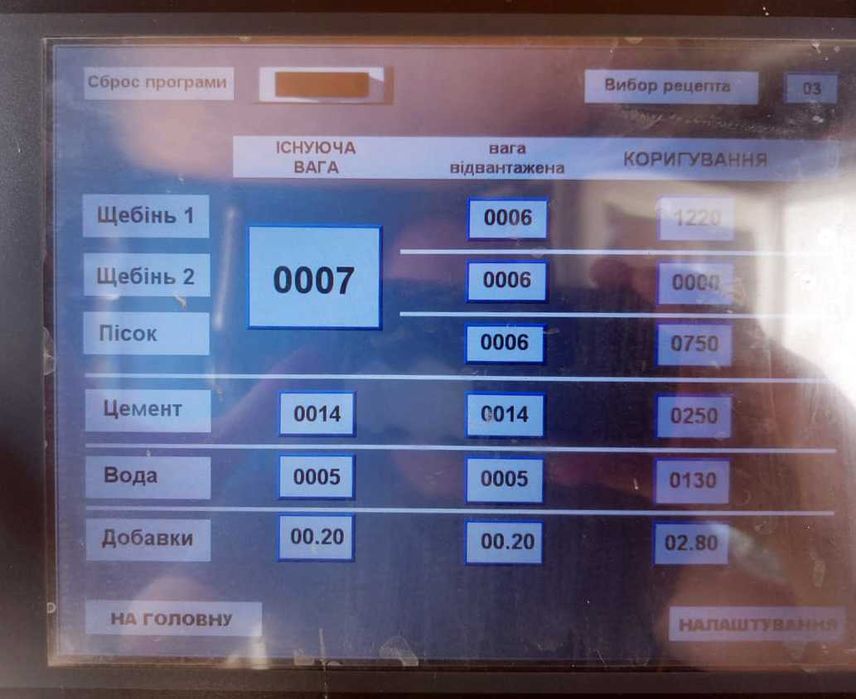 Сброс програми
Вибор рецепта 03
ІСНУЮЧА ВАГА
вага відвантажена
КОРИГУВАННЯ
Щебінь 1 0006 1220
0007
Щебінь 2 0006 0000
Пісок 0006 0750
Цемент 0014 0014 0250
Вода 0005 0005 0130
Добавки 00.20 00.20 02.80
НА ГОЛОВНУ НАЛАШТУВАННЯ